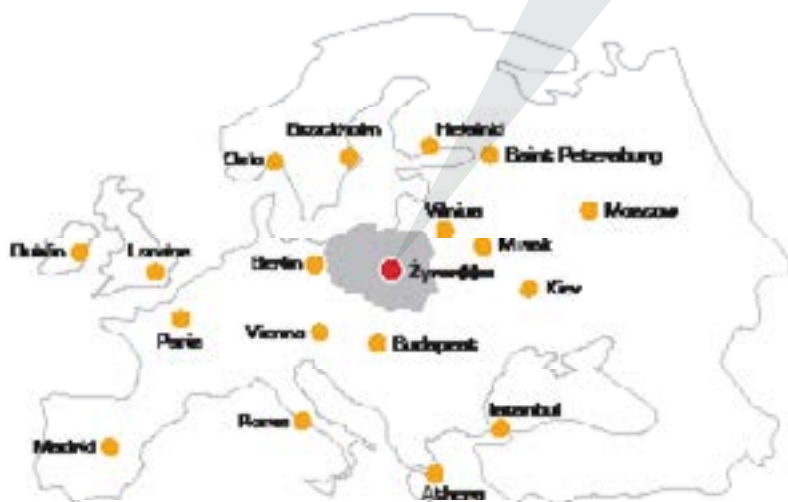 Stockholm
Helsinki
Oslo
Saint Petersburg
Vilnius
Moscow
Dublin
London
Minsk
Berlin
Kiev
Paris
Vienna
Budapest
Rome
Istanbul
Madrid
Athens